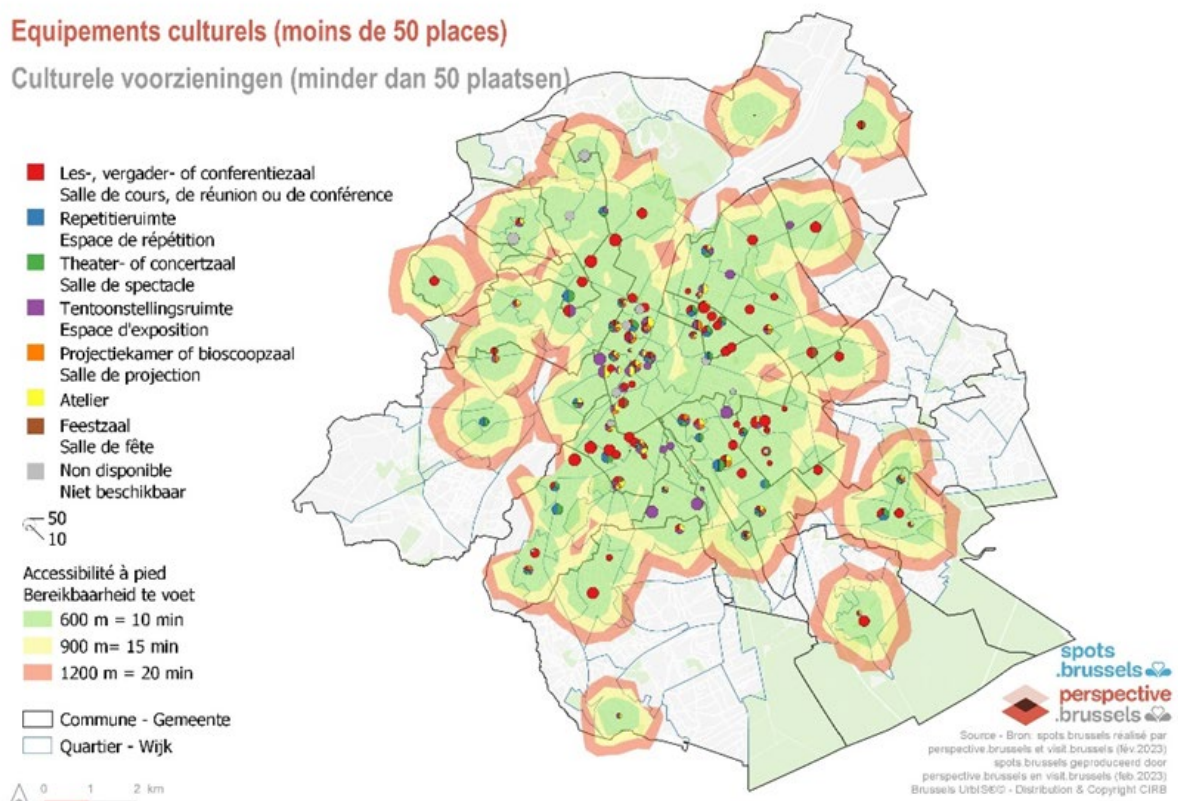 Equipements culturels (moins de 50 places)
Culturele voorzieningen (minder dan 50 plaatsen)
Les-, vergader- of conferentiezaal
Salle de cours, de réunion ou de conférence
Repetitieruimte
Espace de répétition
Theater- of concertzaal
Salle de spectacle
Tentoonstellingsruimte
Espace d'exposition
Projectiekamer of bioscoopzaal
Salle de projection
Atelier
Feestzaal
Salle de fête
Non disponible
Niet beschikbaar
50
10
Accessibilité à pied
Bereikbaarheid te voet
600 m = 10 min
900 m= 15 min
1200 m = 20 min
Commune - Gemeente
Quartier - Wijk
0 1 2 km
spots
.brussels
perspective
.brussels
Source - Bron: spots.brussels réalisé par
perspective.brussels et visit.brussels (fév.2023)
spots.brussels geproduceerd door
perspective.brussels en visit.brussels (feb.2023)
Brussels UrbIS®© - Distribution & Copyright CIRB